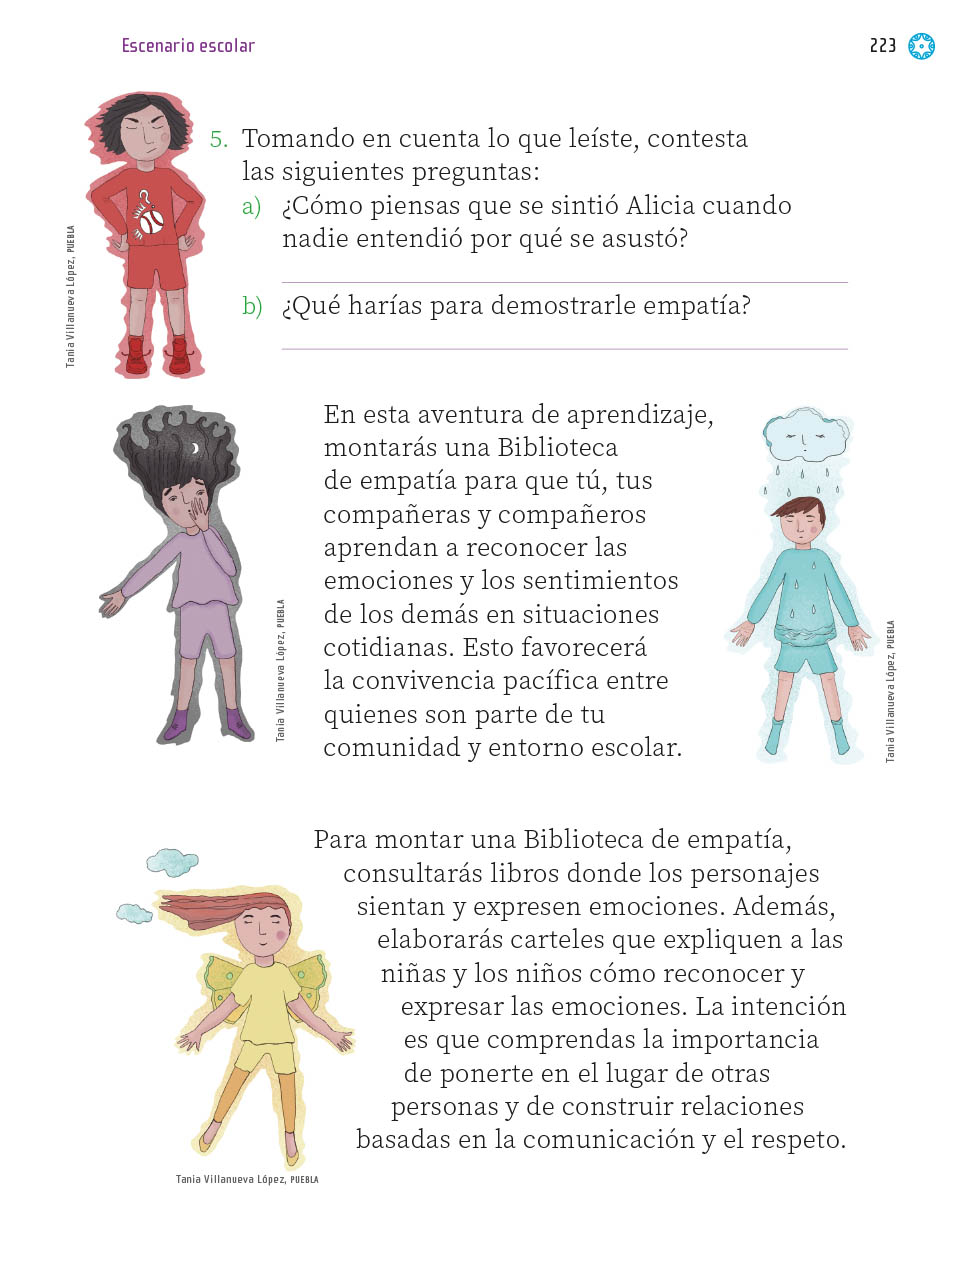 Escenario escolar
223
5. Tomando en cuenta lo que leíste, contesta
las siguientes preguntas:
a) ¿Cómo piensas que se sintió Alicia cuando
nadie entendió por qué se asustó?
b) ¿Qué harías para demostrarle empatía?
Tania Villanueva López, PUEBLA
En esta aventura de aprendizaje,
montarás una Biblioteca
de empatía para que tú, tus
compañeras y compañeros
aprendan a reconocer las
emociones y los sentimientos
de los demás en situaciones
cotidianas. Esto favorecerá
la convivencia pacífica entre
quienes son parte de tu
comunidad y entorno escolar.
Tania Villanueva López, PUEBLA
Tania Villanueva López, PUEBLA
Para montar una Biblioteca de empatía,
consultarás libros donde los personajes
sientan y expresen emociones. Además,
elaborarás carteles que expliquen a las
niñas y los niños cómo reconocer y
expresar las emociones. La intención
es que comprendas la importancia
de ponerte en el lugar de otras
personas y de construir relaciones
basadas en la comunicación y el respeto.
Tania Villanueva López, PUEBLA